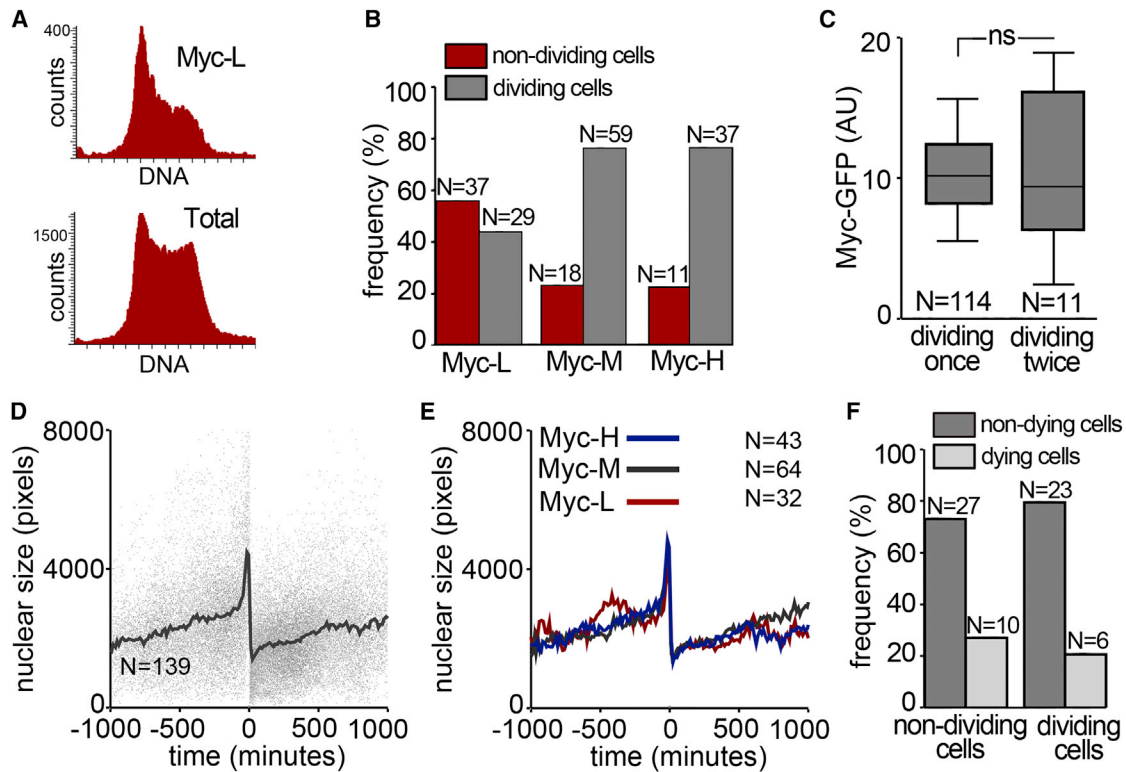 A
400
counts
Myc-L
DNA
1500
counts
Total
DNA
B
non-dividing cells
dividing cells
frequency (%)
100
80
60
40
20
0
N=37
N=29
N=18
N=59
N=11
N=37
Myc-L
Myc-M
Myc-H
C
Myc-GFP (AU)
20
10
0
ns
N=114
N=11
dividing
once
dividing
twice
D
nuclear size (pixels)
8000
4000
0
N=139
-1000
-500
0
500
1000
time (minutes)
E
nuclear size (pixels)
8000
4000
0
Myc-H
N=43
Myc-M
N=64
Myc-L
N=32
-1000
-500
0
500
1000
time (minutes)
F
non-dying cells
dying cells
frequency (%)
100
80
60
40
20
0
N=27
N=10
N=23
N=6
non-dividing
cells
dividing
cells